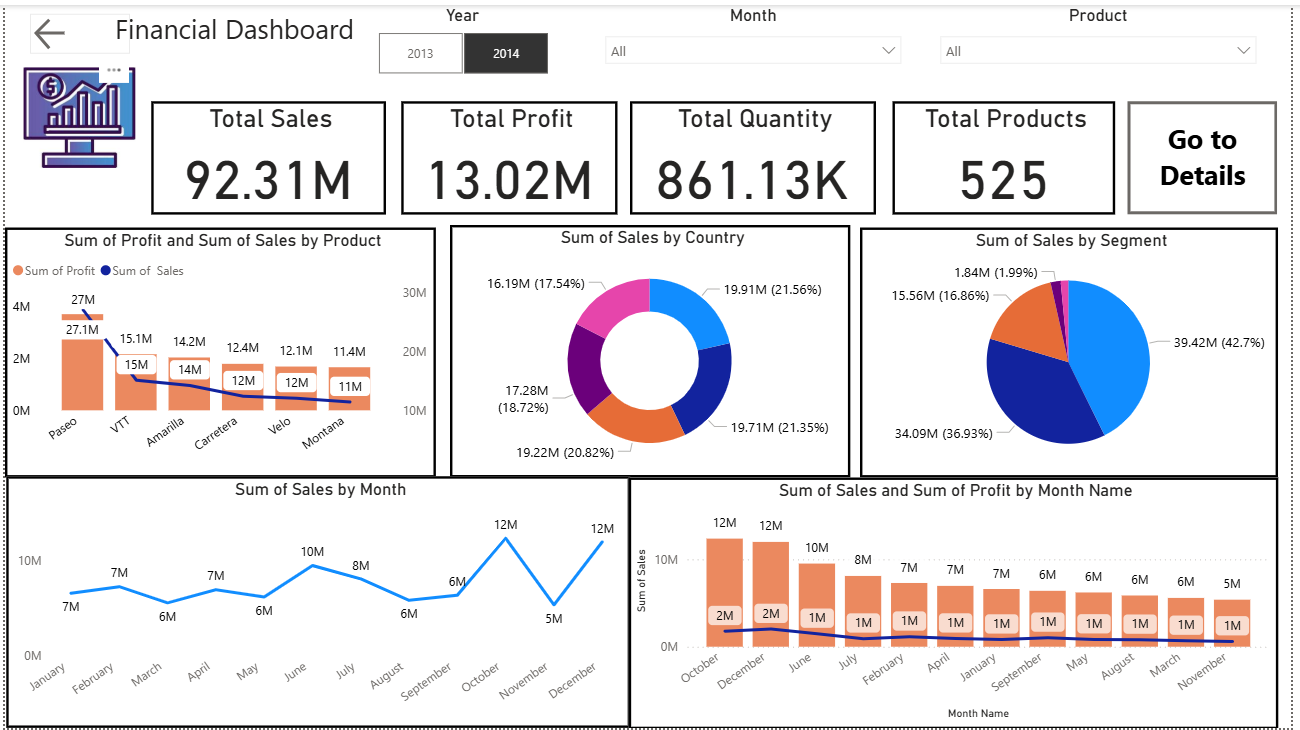 Financial Dashboard
Year
Month
Product
2013
2014
All
All
Total Sales
92.31M
Total Profit
13.02M
Total Quantity
861.13K
Total Products
525
Go to
Details
Sum of Profit and Sum of Sales by Product
Sum of Profit
Sum of Sales
4M
2M
0M
30M
20M
10M
27M
27.1M
15.1M
15M
14.2M
14M
12.4M
12M
12.1M
12M
11.4M
11M
Paseo
VTT
Amarilla
Carretera
Velo
Montana
Sum of Sales by Country
16.19M (17.54%)
19.91M (21.56%)
17.28M
(18.72%)
19.71M (21.35%)
19.22M (20.82%)
Sum of Sales by Segment
1.84M (1.99%)
15.56M (16.86%)
39.42M (42.7%)
34.09M (36.93%)
Sum of Sales by Month
10M
0M
7M
7M
6M
7M
6M
10M
8M
6M
6M
12M
5M
12M
January
February
March
April
May
June
July
August
September
October
November
December
Sum of Sales and Sum of Profit by Month Name
Sum of Sales
10M
0M
12M
12M
10M
8M
7M
7M
7M
6M
6M
6M
6M
5M
2M
2M
1M
1M
1M
1M
1M
1M
1M
1M
1M
1M
October
December
June
July
February
April
January
September
May
August
March
November
Month Name